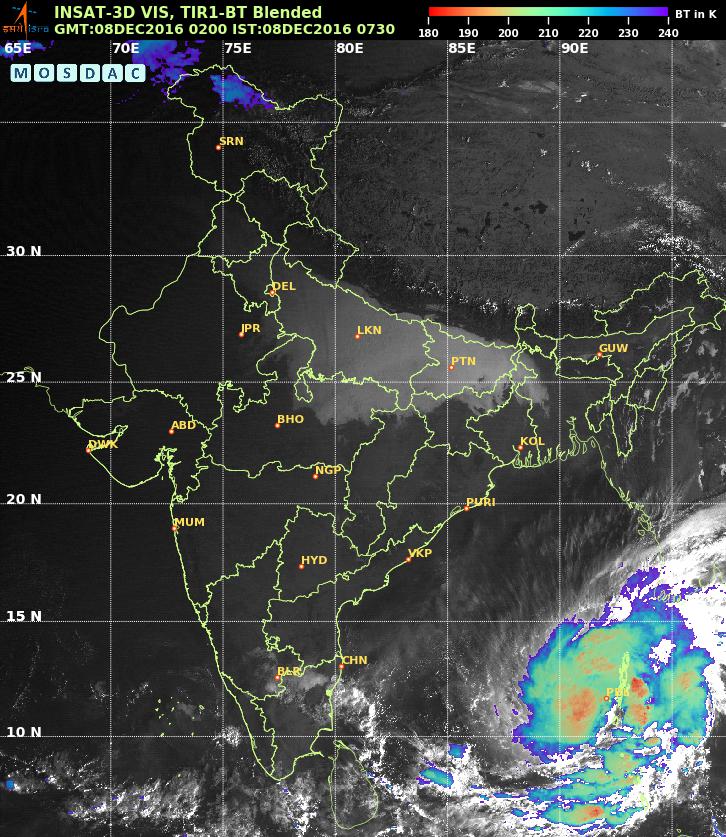 INSAT-3D VIS, TIR1-BT Blended
GMT:08DEC2016 0200 IST:08DEC2016 0730
BT in K
180 190 200 210 220 230 240
65E 70E 75E 80E 85E 90E
MOSDAC
SRN
30 N
DEL
JPR LKN
GUW
PTN
25 N
ABD BHO
DWK KOL
NGP
20 N PURI
MUM
VKP
HYD
15 N
CHN
BLR
10 N